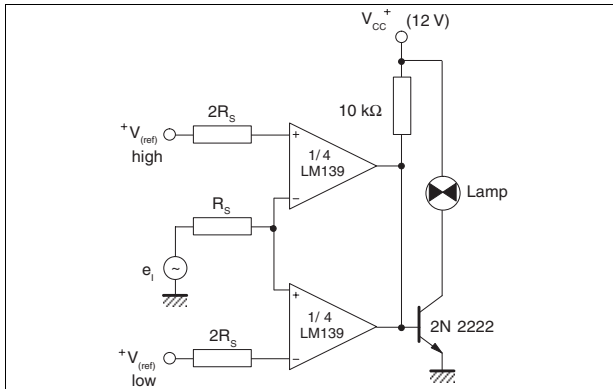 V CC + (12 V)
2R S
10 kΩ
+ V (ref)
high
+
1/ 4
LM139
−
R S
Lamp
e I
~
+
1/ 4
LM139
−
2N 2222
2R S
+ V (ref)
low